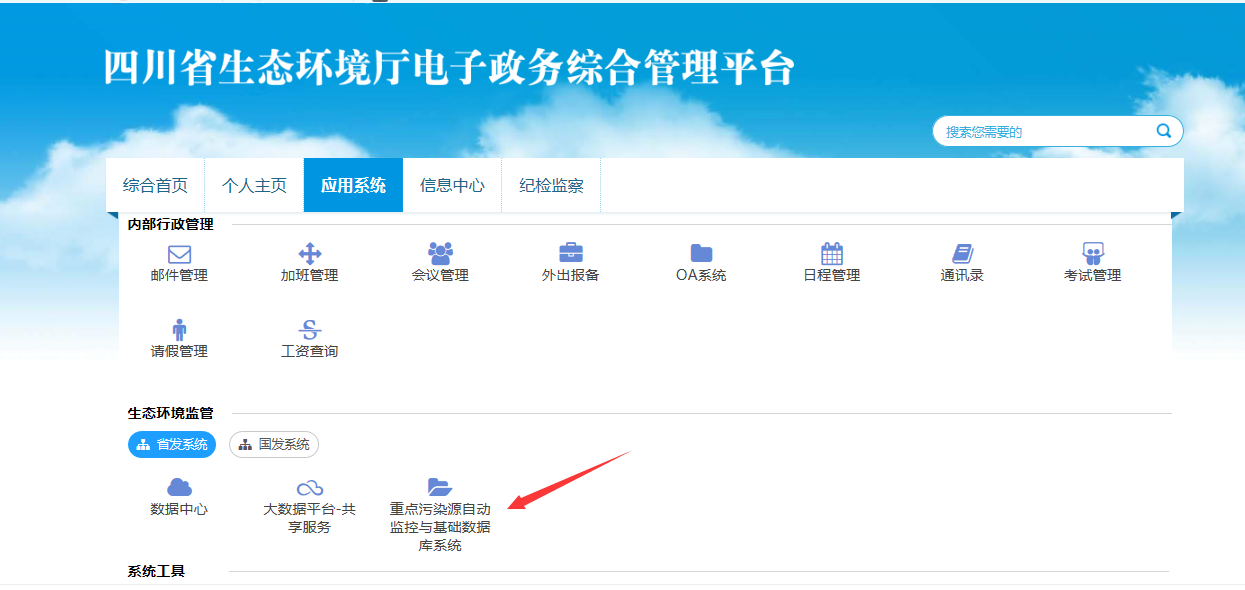 四川省生态环境厅电子政务综合管理平台
搜索您需要的
综合首页 个人主页 应用系统 信息中心 纪检监察
内部行政管理
邮件管理 加班管理 会议管理 外出报备 OA系统 日程管理 通讯录 考试管理
请假管理 工资查询
生态环境监管
省发系统 国发系统
数据中心
大数据平台-共
享服务
重点污染源自动
监控与基础数据
库系统
系统工具